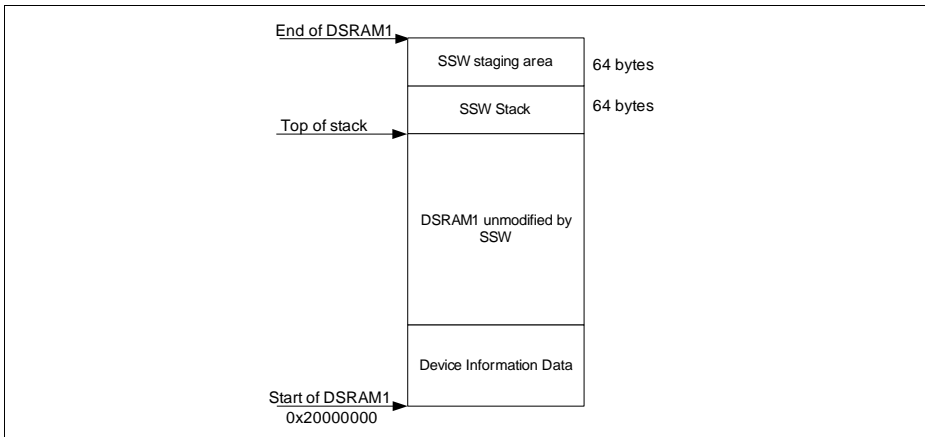 End of DSRAM1
SSW staging area
64 bytes
SSW Stack
64 bytes
Top of stack
DSRAM1 unmodified by
SSW
Device Information Data
Start of DSRAM1
0x20000000